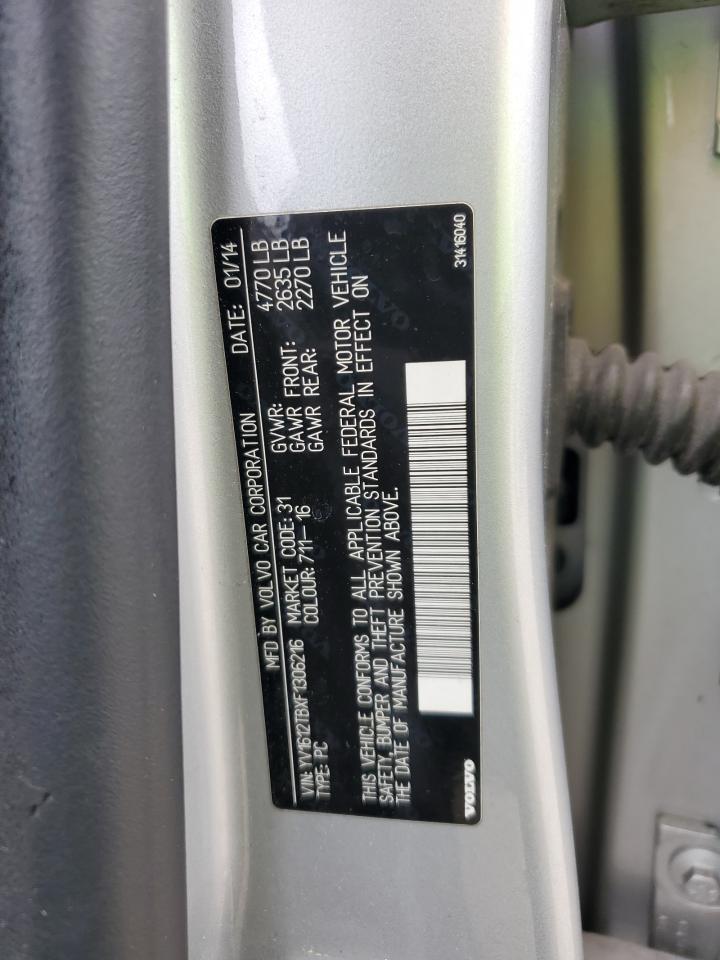 MFD BY VOLVO CAR CORPORATION DATE: 01/14
VIN: YV1612TBXF1306216 MARKET CODE: 31 GVWR: 4770 LB
TYPE: PC COLOUR: 711-16 GAWR FRONT: 2635 LB
GAWR REAR: 2270 LB
THIS VEHICLE CONFORMS TO ALL APPLICABLE FEDERAL MOTOR VEHICLE
SAFETY, BUMPER AND THEFT PREVENTION STANDARDS IN EFFECT ON
THE DATE OF MANUFACTURE SHOWN ABOVE.
VOLVO 31416040